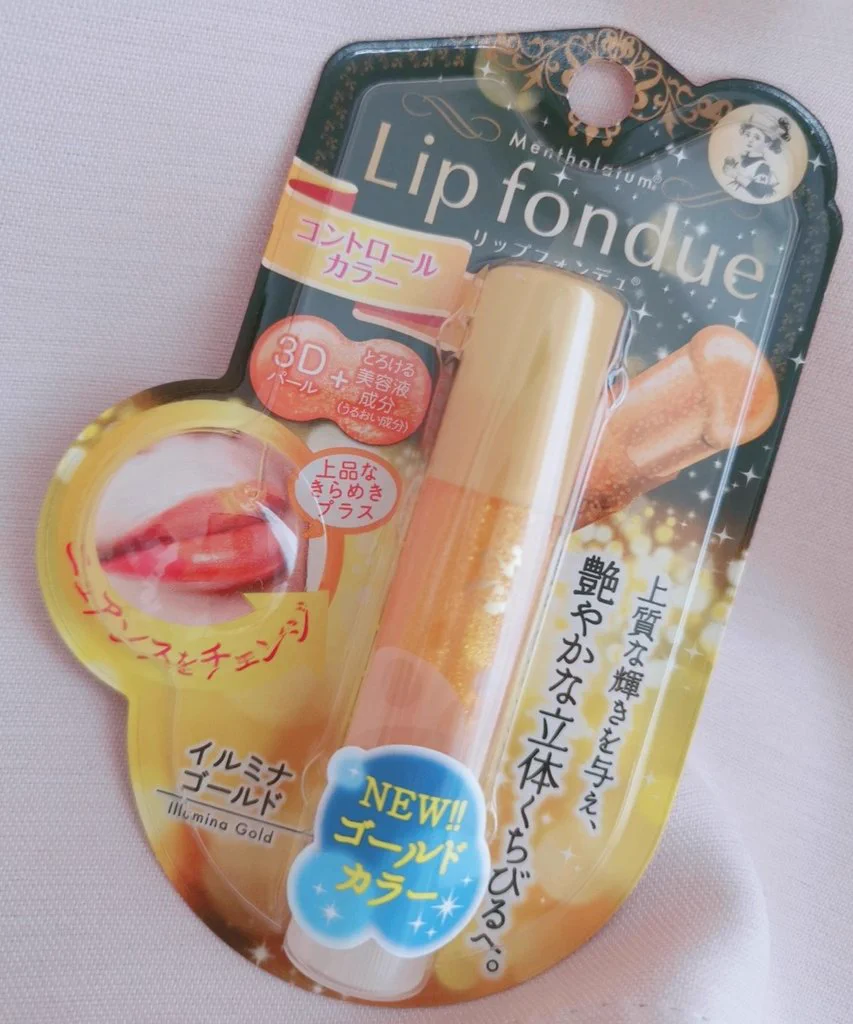 Mentholatum®
Lip fondue
リップフォンデュ®
コントロール
カラー
3D
パール
+
とろける
美容液
成分
(うるおい成分)
上品な
きらめき
プラス
ニュアンスをチェンジ
上質な輝きを与え、
艶やかな立体くちびるへ。
イルミナ
ゴールド
Illumina Gold
NEW!!
ゴールド
カラー